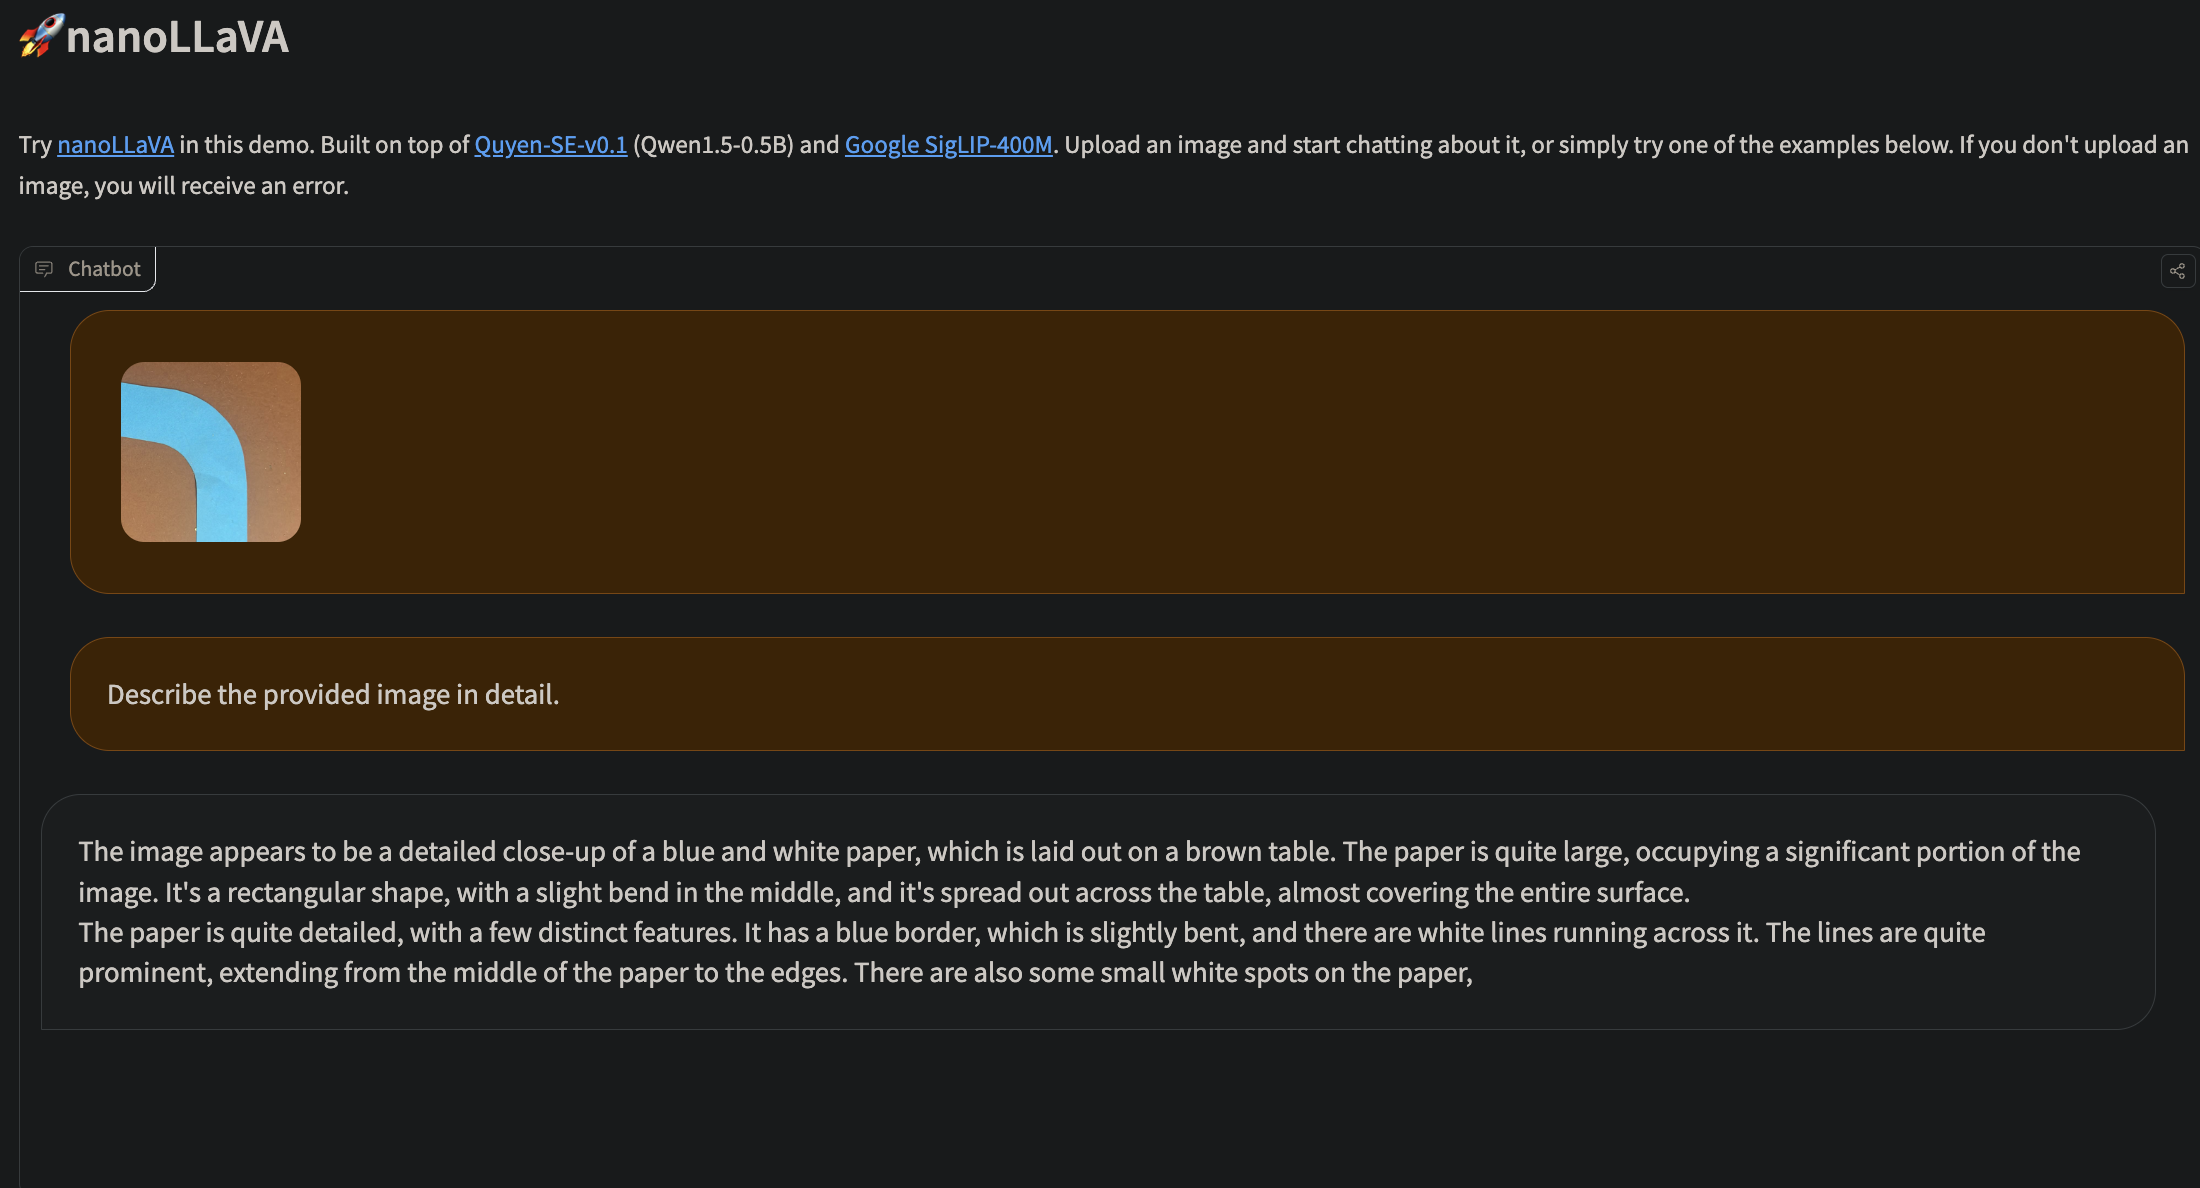 🚀nanoLLaVA
Try nanoLLaVA in this demo. Built on top of Quyen-SE-v0.1 (Qwen1.5-0.5B) and Google SigLIP-400M. Upload an image and start chatting about it, or simply try one of the examples below. If you don't upload an
image, you will receive an error.
Chatbot
Describe the provided image in detail.
The image appears to be a detailed close-up of a blue and white paper, which is laid out on a brown table. The paper is quite large, occupying a significant portion of the
image. It's a rectangular shape, with a slight bend in the middle, and it's spread out across the table, almost covering the entire surface.
The paper is quite detailed, with a few distinct features. It has a blue border, which is slightly bent, and there are white lines running across it. The lines are quite
prominent, extending from the middle of the paper to the edges. There are also some small white spots on the paper,